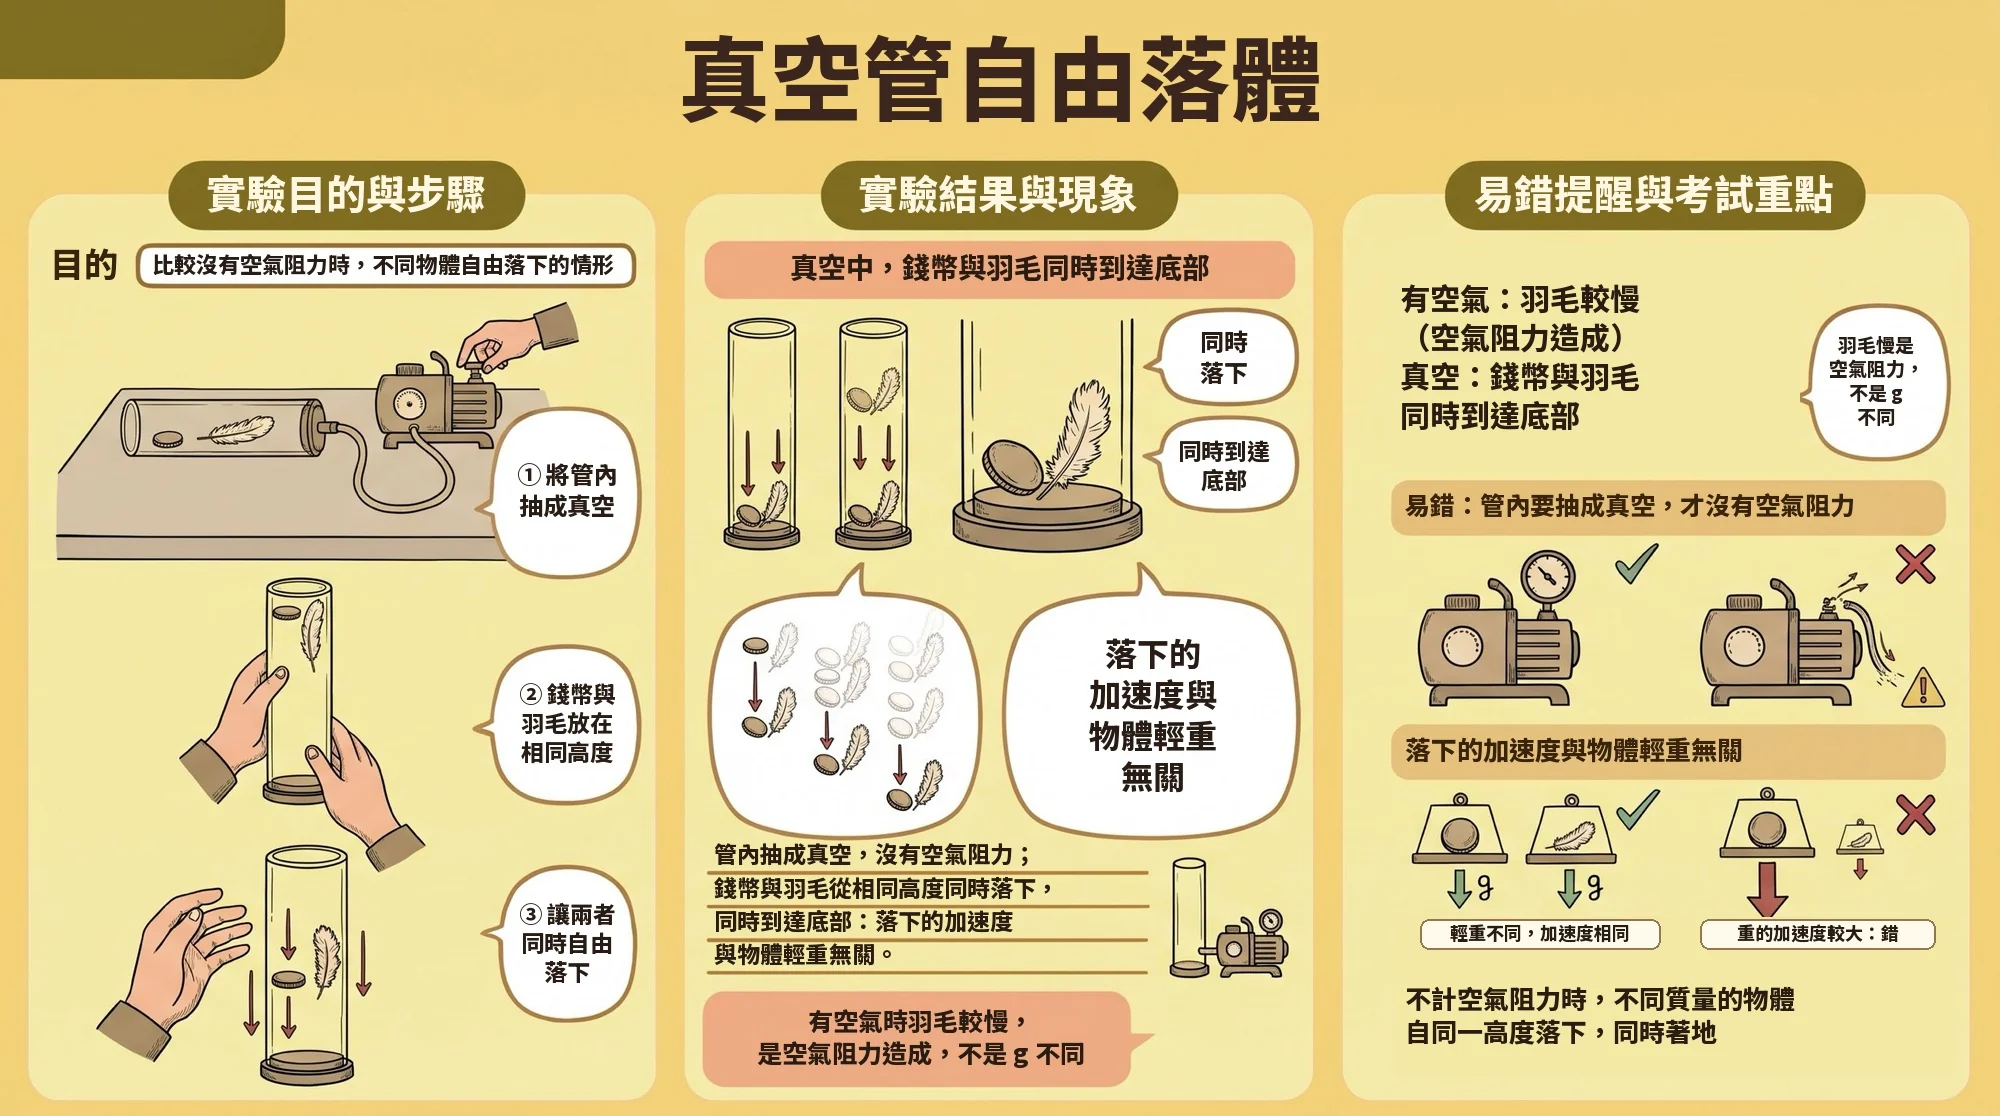 真空管自由落體
實驗目的與步驟
目的
比較沒有空氣阻力時，不同物體自由落下的情形
①將管內
抽成真空
②錢幣與
羽毛放在
相同高度
③讓兩者
同時自由
落下
實驗結果與現象
真空中，錢幣與羽毛同時到達底部
同時
落下
同時到達
底部
落下的
加速度與
物體輕重
無關
管內抽成真空，沒有空氣阻力；
錢幣與羽毛從相同高度同時落下，
同時到達底部：落下的加速度
與物體輕重無關。
有空氣時羽毛較慢，
是空氣阻力造成，不是 g 不同
易錯提醒與考試重點
有空氣：羽毛較慢
（空氣阻力造成）
真空：錢幣與羽毛
同時到達底部
羽毛慢是
空氣阻力，
不是 g
不同
易錯：管內要抽成真空，才沒有空氣阻力
落下的加速度與物體輕重無關
g
g
輕重不同，加速度相同
重的加速度較大：錯
不計空氣阻力時，不同質量的物體
自同一高度落下，同時著地